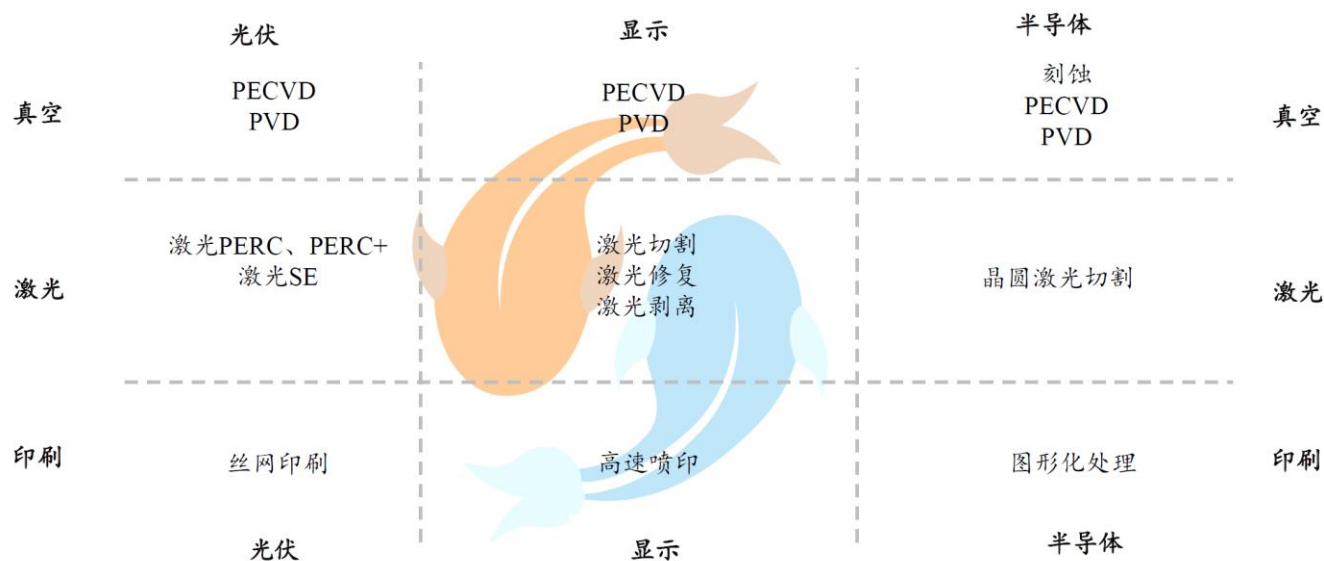 光伏 显示 半导体
真空 PECVD PECVD 刻蚀 真空
PVD PVD PECVD
PVD
激光 激光PERC、PERC+ 激光切割 晶圆激光切割 激光
激光SE 激光修复
激光剥离
印刷 丝网印刷 高速喷印 图形化处理 印刷
光伏 显示 半导体